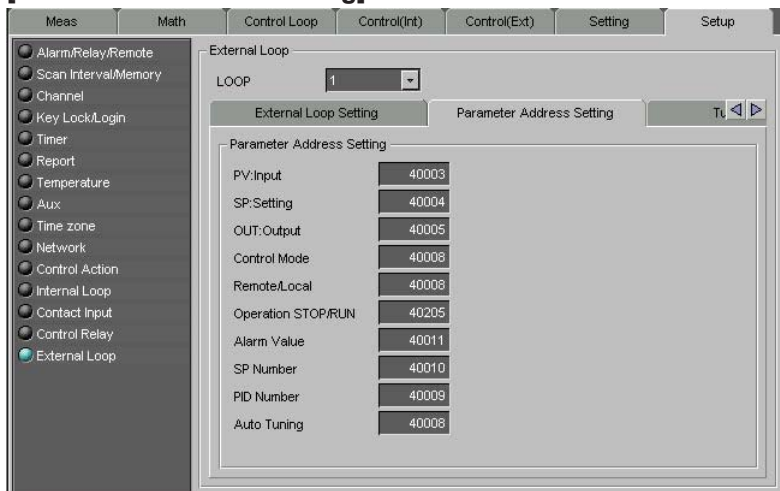 Meas Math Control Loop Control(Int) Control(Ext) Setting Setup
Alarm/Relay/Remote
Scan Interval/Memory
Channel
Key Lock/Login
Timer
Report
Temperature
Aux
Time zone
Network
Control Action
Internal Loop
Contact Input
Control Relay
External Loop
External Loop
LOOP 1
External Loop Setting Parameter Address Setting
Parameter Address Setting
PV:Input 40003
SP:Setting 40004
OUT:Output 40005
Control Mode 40008
Remote/Local 40008
Operation STOP/RUN 40205
Alarm Value 40011
SP Number 40010
PID Number 40009
Auto Tuning 40008